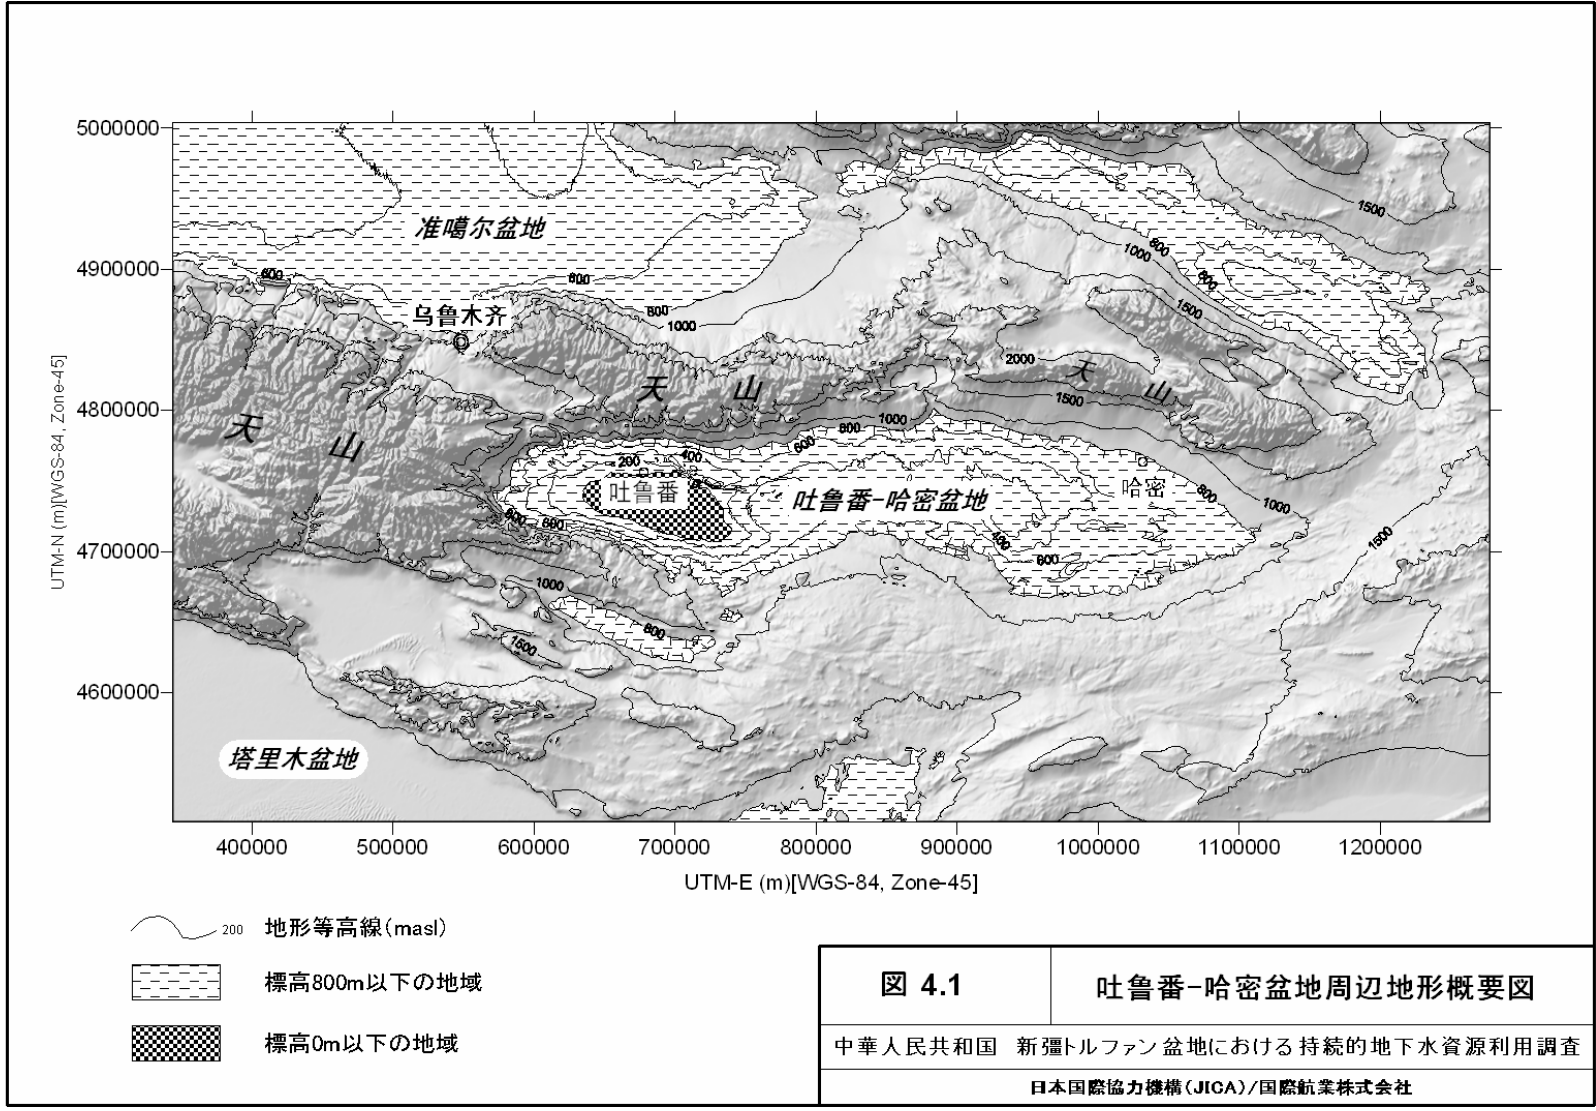 5000000
4900000
4800000
4700000
4600000
UTM-N (m)[WGS-84, Zone-45]
准噶尔盆地
1500
800
1000
600
1500
600
600
800
1000
乌鲁木齐
2000
天山
天山
天山
1500
1000
800
600
400
200
吐鲁番
吐鲁番-哈密盆地
哈密
800
1000
1500
400
600
800
600
1000
800
1500
塔里木盆地
400000 500000 600000 700000 800000 900000 1000000 1100000 1200000
UTM-E (m)[WGS-84, Zone-45]
200 地形等高線(masl)
標高800m以下の地域
標高0m以下の地域
図 4.1
吐鲁番-哈密盆地周辺地形概要図
中華人民共和国 新疆トルファン盆地における持続的地下水資源利用調査
日本国際協力機構(JICA)/国際航業株式会社